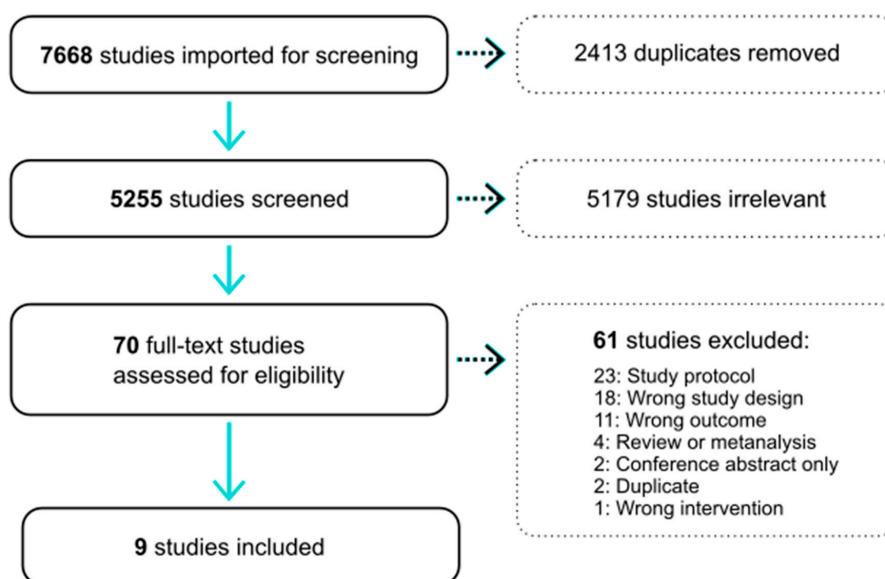 7668 studies imported for screening
2413 duplicates removed
5255 studies screened
5179 studies irrelevant
70 full-text studies
assessed for eligibility
61 studies excluded:
23: Study protocol
18: Wrong study design
11: Wrong outcome
4: Review or metanalysis
2: Conference abstract only
2: Duplicate
1: Wrong intervention
9 studies included